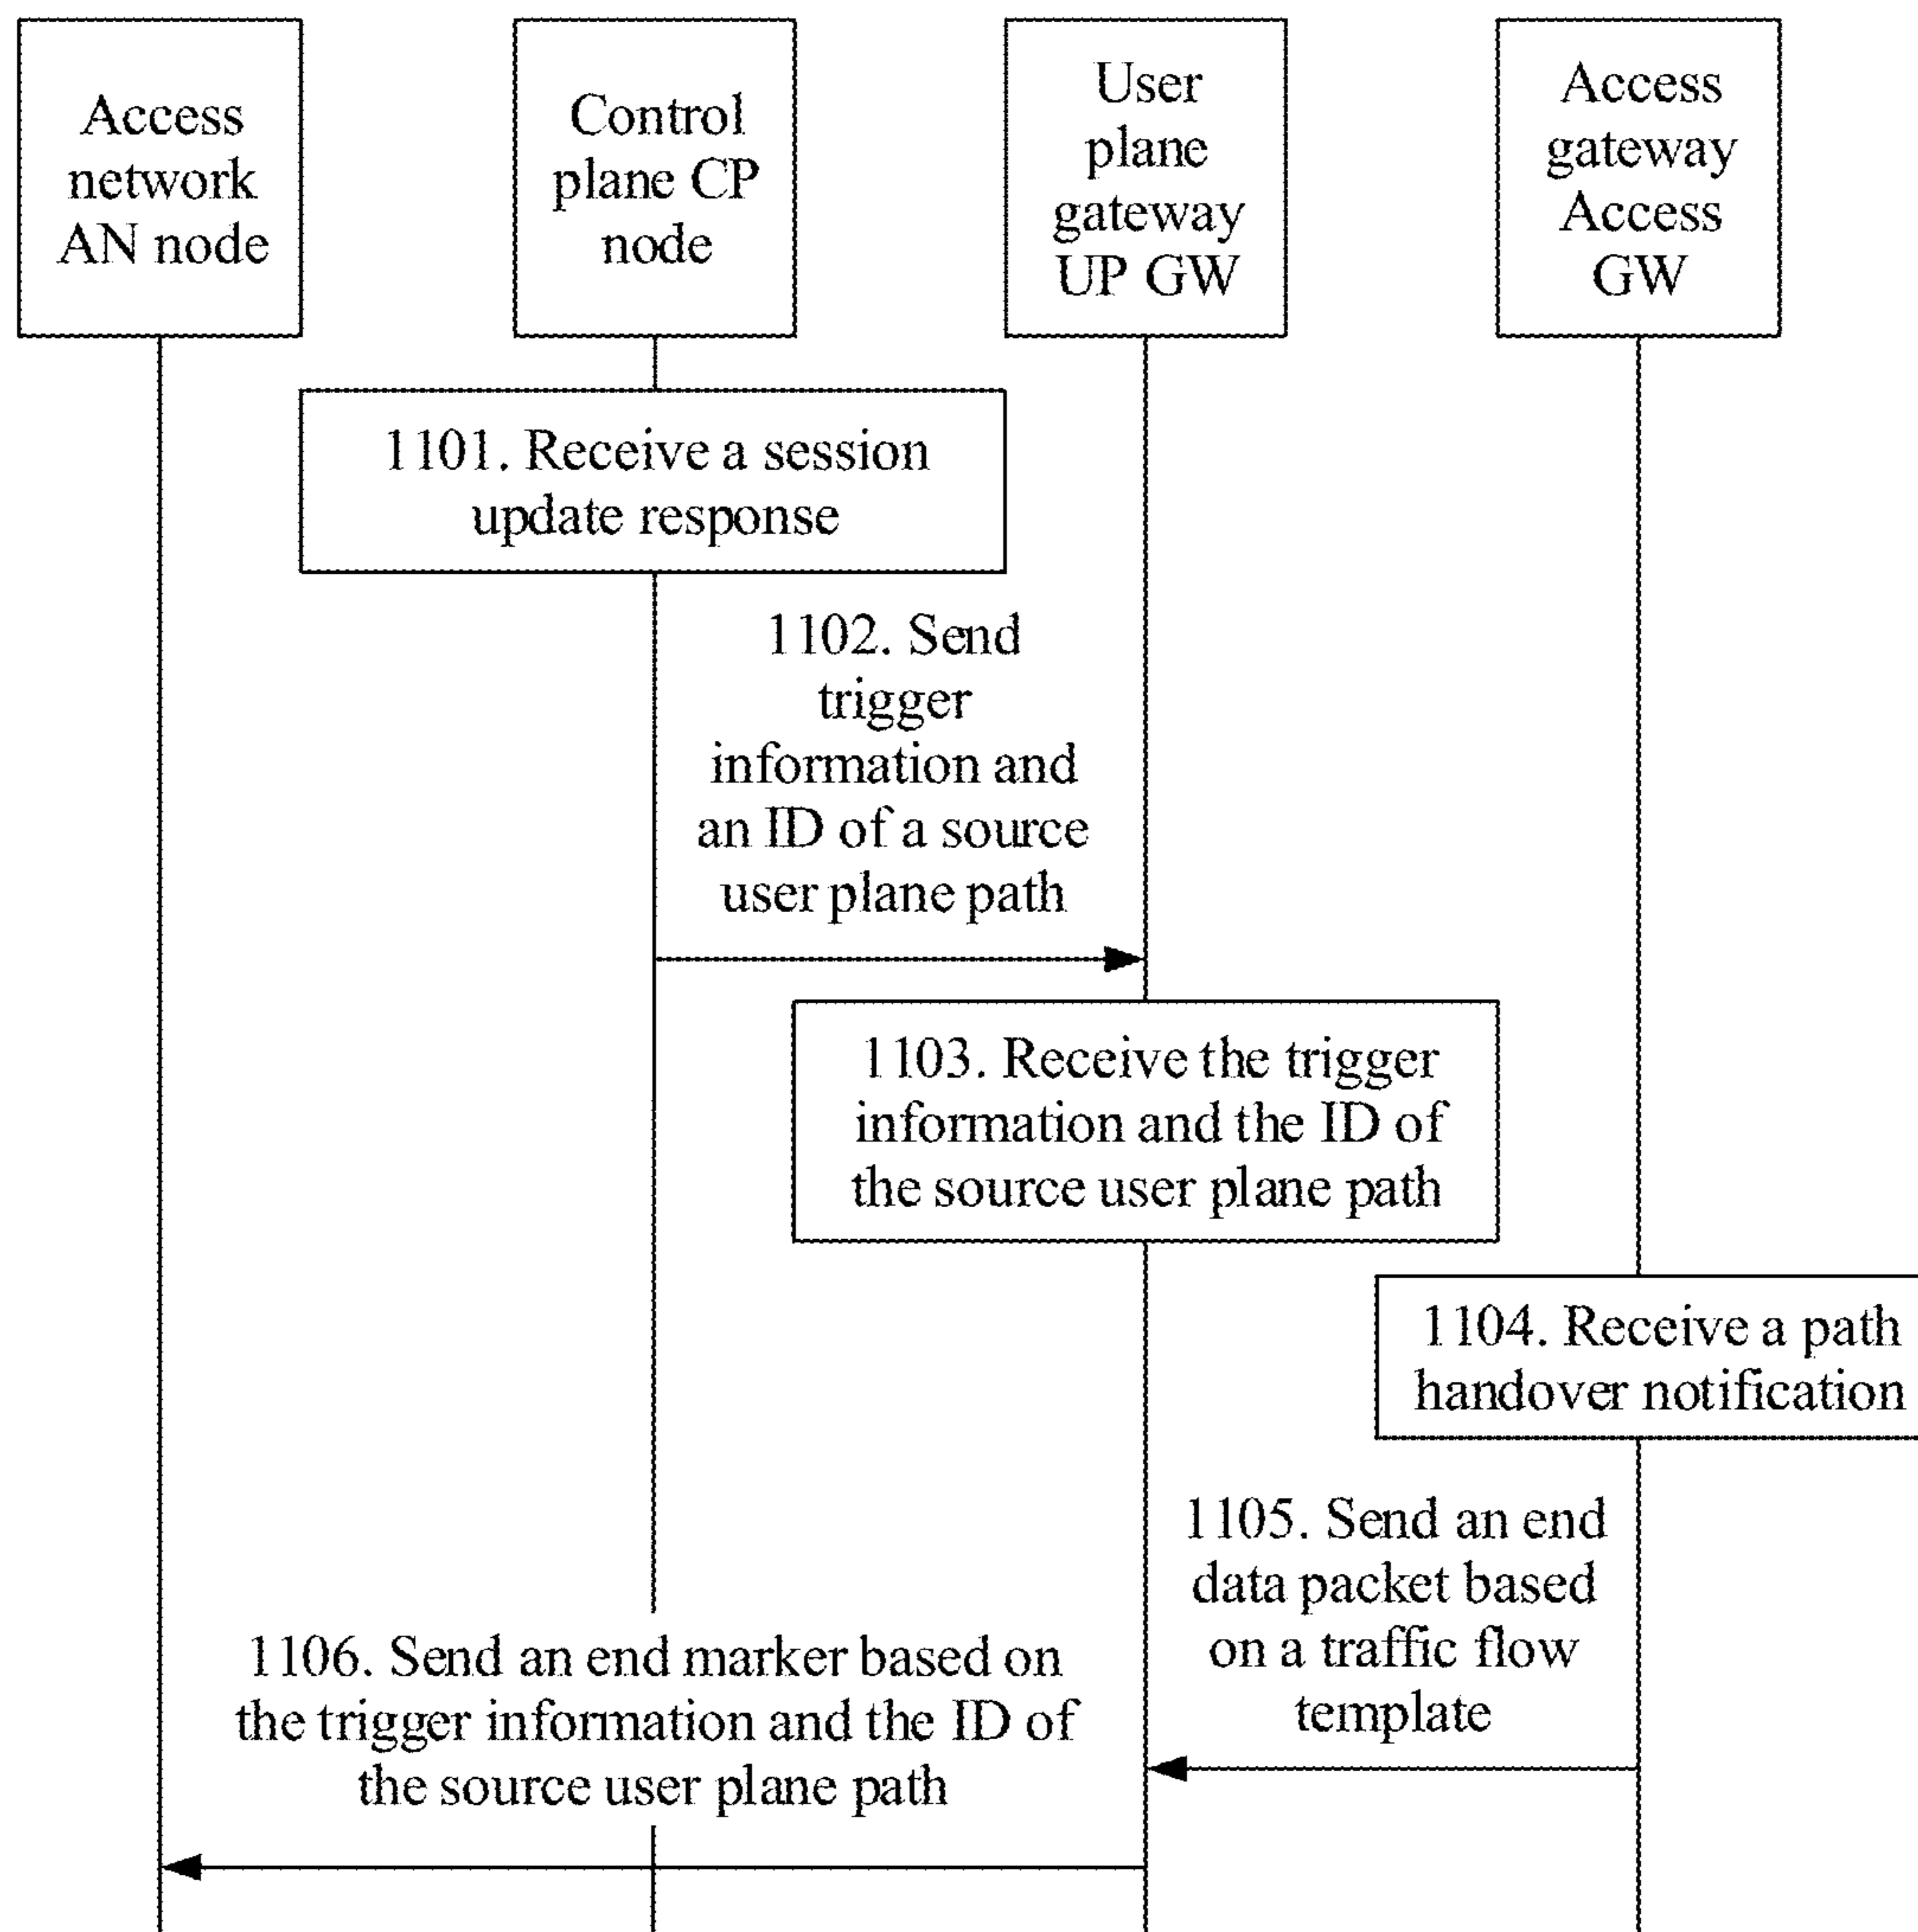 Access
network
AN node
Control
plane CP
node
User
plane
gateway
UP GW
Access
gateway
Access
GW
1101. Receive a session
update response
1102. Send
trigger
information and
an ID of a source
user plane path
1103. Receive the trigger
information and the ID of
the source user plane path
1104. Receive a path
handover notification
1105. Send an end
data packet based
on a traffic flow
template
1106. Send an end marker based on
the trigger information and the ID of
the source user plane path